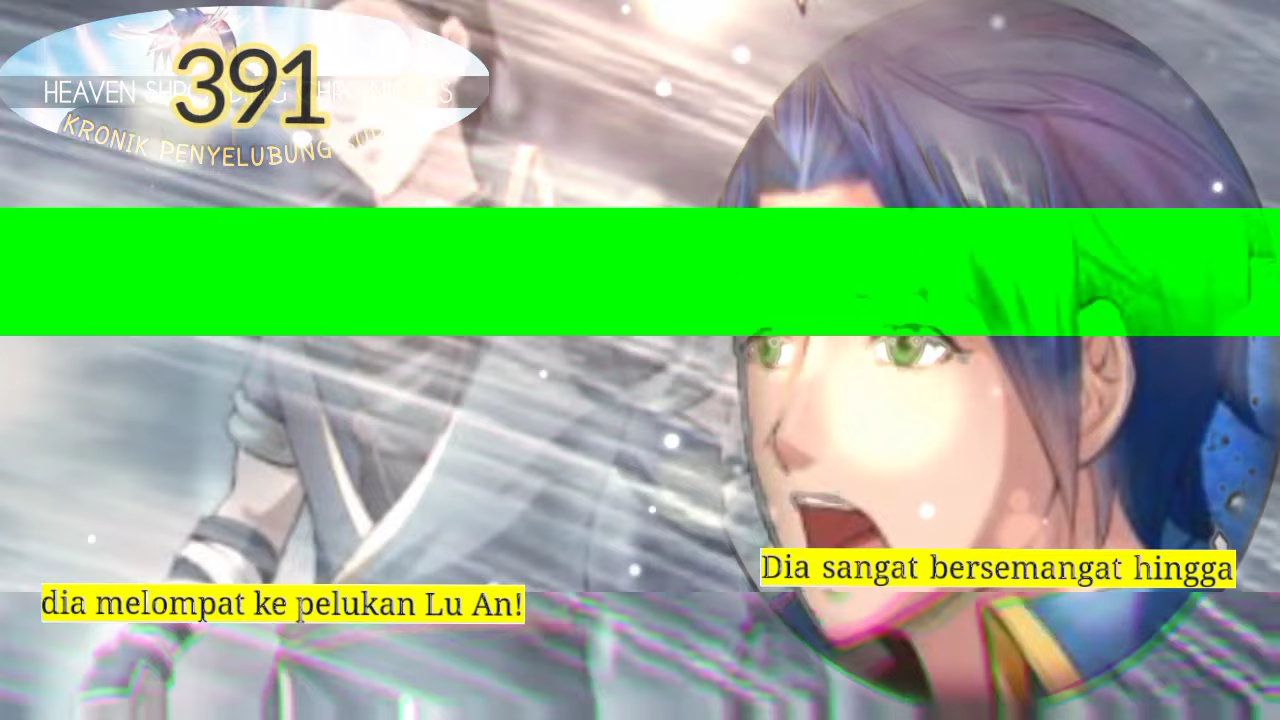 391
HEAVEN
KRONIK PENYELUBUNG
Dia sangat bersemangat hingga
dia melompat ke pelukan Lu An!